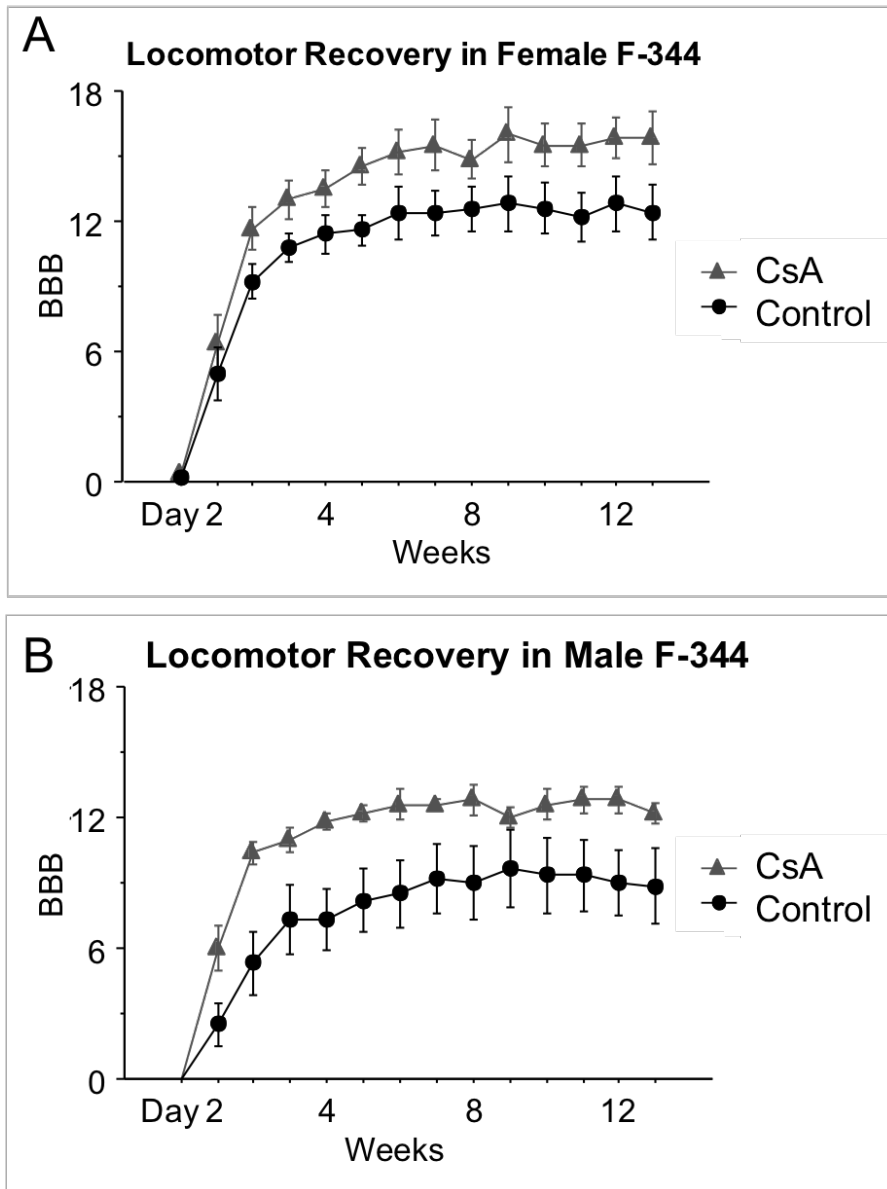 A
Locomotor Recovery in Female F-344
18
12
6
0
BBB
Day 2 4 8 12
Weeks
CsA
Control
B
Locomotor Recovery in Male F-344
18
12
6
0
BBB
Day 2 4 8 12
Weeks
CsA
Control